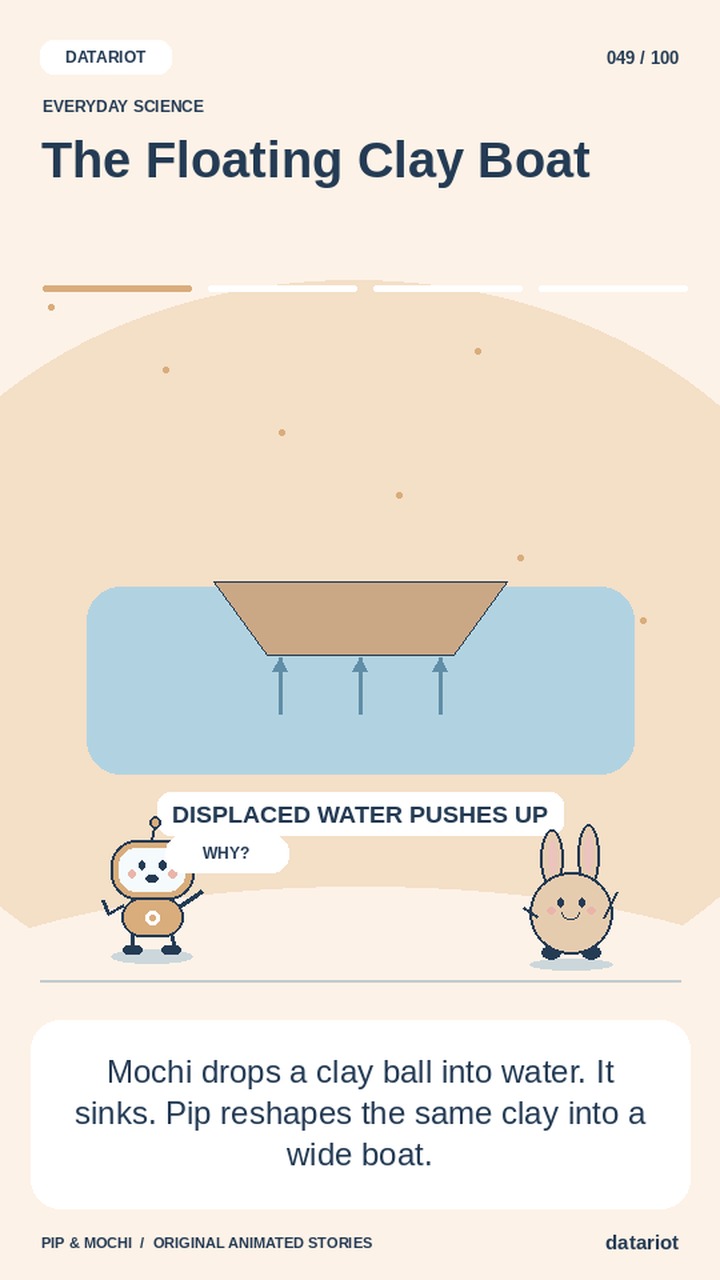 DATARIOT
049 / 100
EVERYDAY SCIENCE
The Floating Clay Boat
DISPLACED WATER PUSHES UP
WHY?
Mochi drops a clay ball into water. It
sinks. Pip reshapes the same clay into a
wide boat.
PIP & MOCHI / ORIGINAL ANIMATED STORIES
datariot